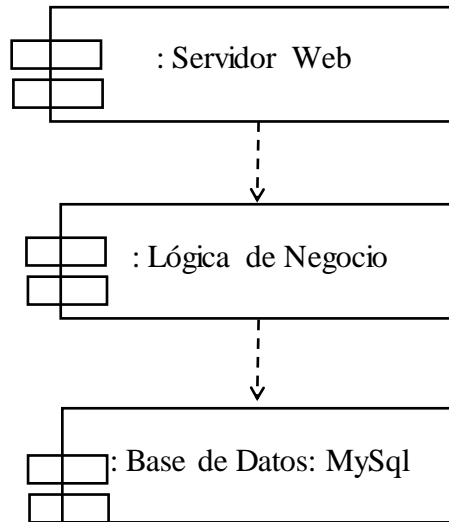 : Servidor Web
: Lógica de Negocio
: Base de Datos: MySql